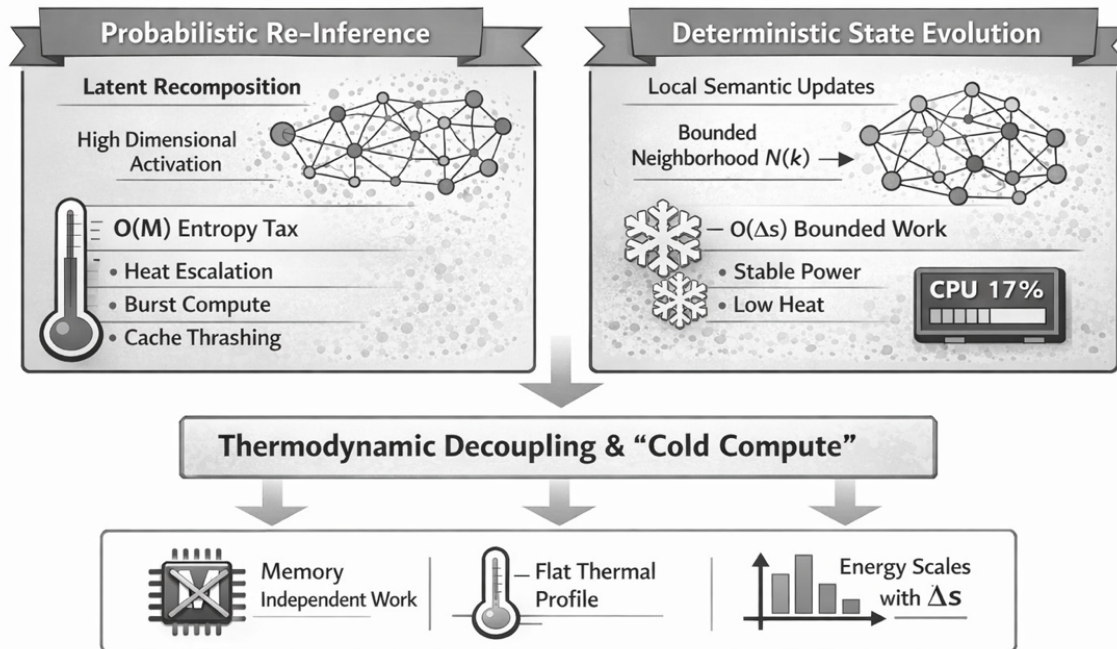 Probabilistic Re-Inference
Latent Recomposition
High Dimensional
Activation
O(M) Entropy Tax
• Heat Escalation
• Burst Compute
• Cache Thrashing
Deterministic State Evolution
Local Semantic Updates
Bounded
Neighborhood N(k)
O(Δs) Bounded Work
• Stable Power
• Low Heat
CPU 17%
Thermodynamic Decoupling & “Cold Compute”
M
Memory
Independent Work
Flat Thermal
Profile
Energy Scales
with Δs